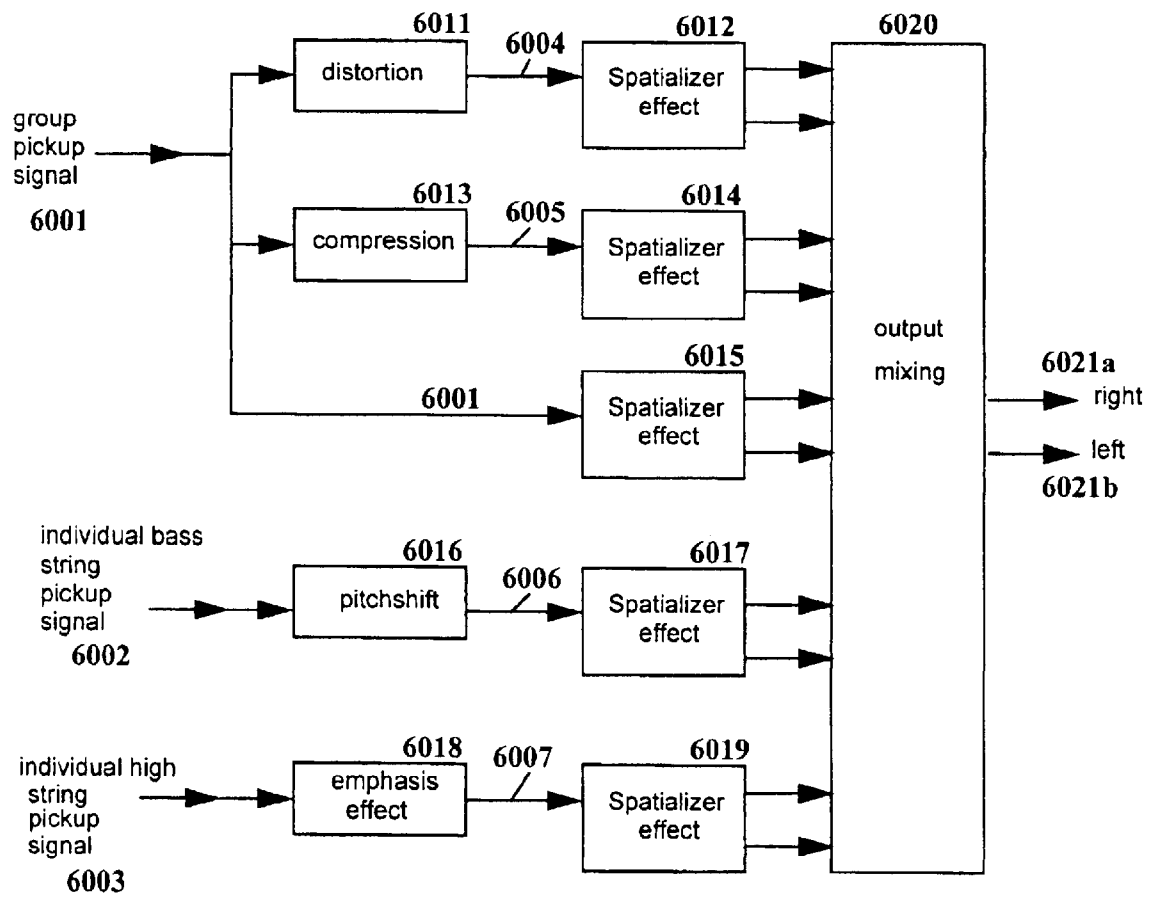 6011
6004
6012
6020
distortion
Spatializer
effect
group
pickup
signal
6001
6013
6005
6014
compression
Spatializer
effect
output
mixing
6015
6001
Spatializer
effect
6021a
right
left
6021b
individual bass
string
pickup
signal
6002
6016
6006
6017
pitchshift
Spatializer
effect
individual high
string
pickup
signal
6003
6018
6007
6019
emphasis
effect
Spatializer
effect